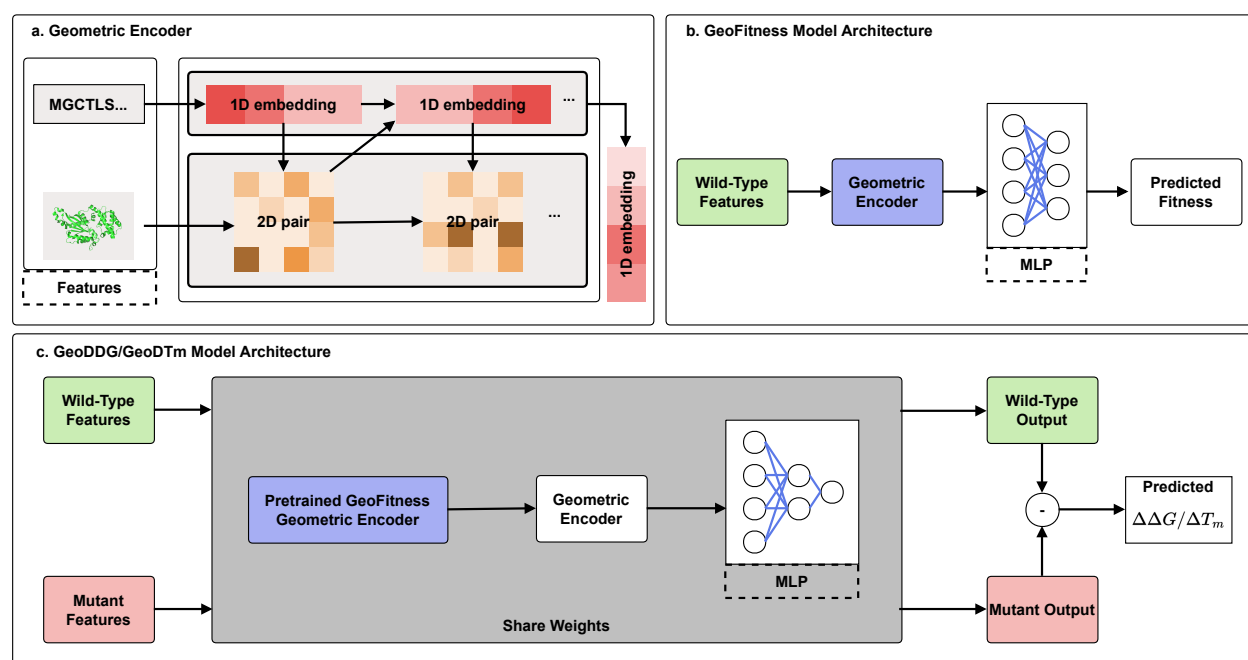 a. Geometric Encoder
MGCTLS...
1D embedding
1D embedding
...
2D pair
2D pair
...
1D embedding
Features
b. GeoFitness Model Architecture
Wild-Type
Features
Geometric
Encoder
MLP
Predicted
Fitness
c. GeoDDG/GeoDTm Model Architecture
Wild-Type
Features
Mutant
Features
Pretrained GeoFitness
Geometric Encoder
Geometric
Encoder
MLP
Share Weights
Wild-Type
Output
-
Mutant Output
Predicted
ΔΔG/ΔTₘ